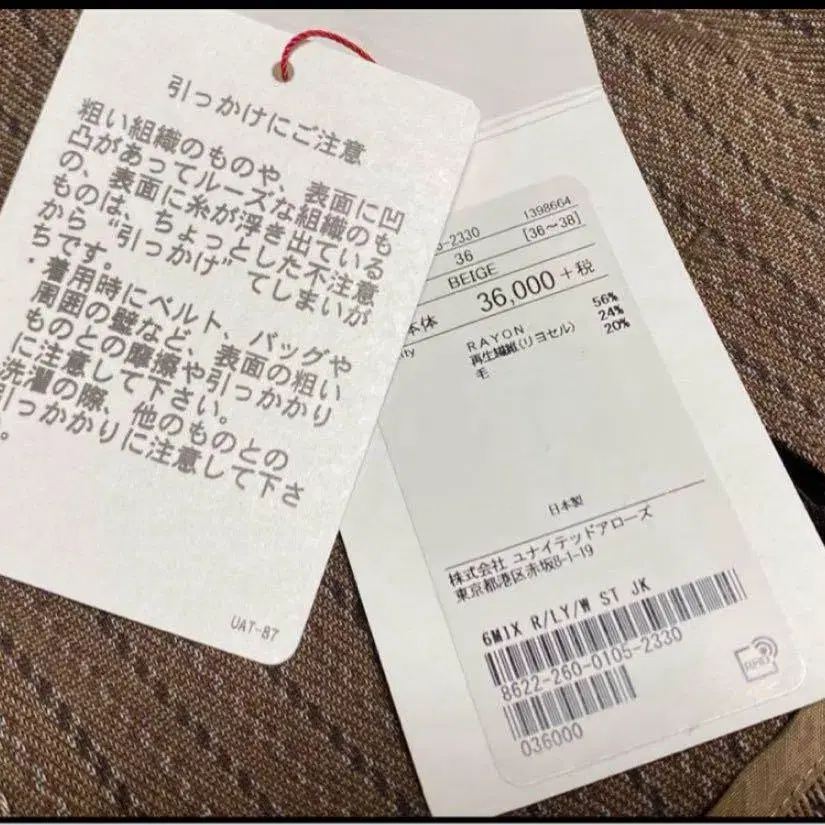 引っかけにご注意
粗い組織のものや、表面に凹
凸があってルーズな組織のも
の、表面に糸が浮き出ている
ものは、ちょっとした不注意
から“引っかけ”てしまいが
ちです。
・着用時にベルト、バッグや
周囲の壁など、表面の粗い
ものとの摩擦や引っかかり
に注意して下さい。
洗濯の際、他のものとの
引っかかりに注意して下さ
。
UAT-87
1398664
5-2330
36 [36〜38]
BEIGE
本体 36,000+税
ity
RAYON 56%
再生繊維(リヨセル) 24%
毛 20%
日本製
株式会社 ユナイテッドアローズ
東京都港区赤坂8-1-19
6MIX R/LY/W ST JK
8622-260-0105-2330
036000
RFID